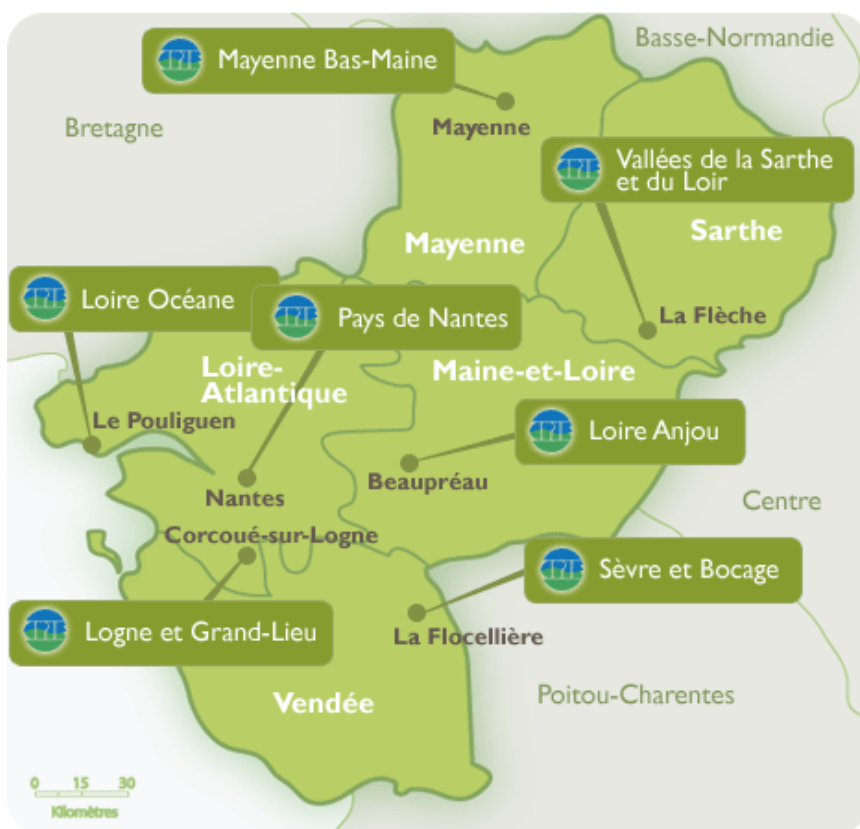 Basse-Normandie
Mayenne Bas-Maine
Bretagne
Mayenne
Vallées de la Sarthe
et du Loir
Sarthe
Mayenne
Loire Océane
Pays de Nantes
La Flèche
Loire-
Atlantique
Maine-et-Loire
Le Pouliguen
Loire Anjou
Beaupréau
Nantes
Centre
Corcoué-sur-Logne
Sèvre et Bocage
Logne et Grand-Lieu
La Flocellière
Poitou-Charentes
Vendée
0 15 30
Kilomètres